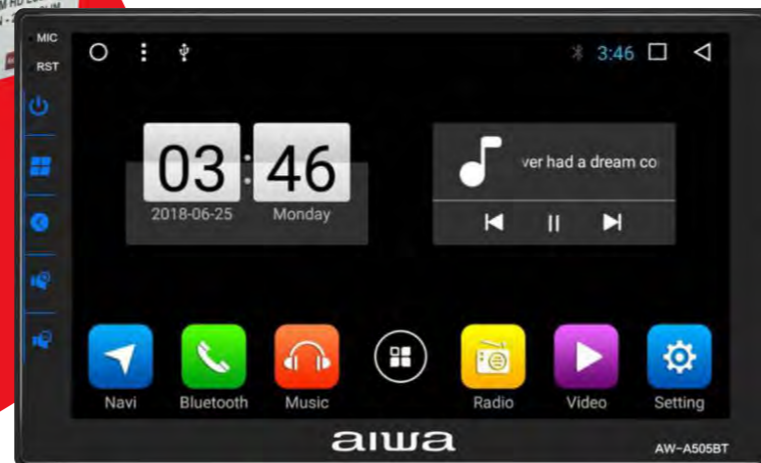 MIC
RST
3:46
03:46
2018-06-25 Monday
ver had a dream co
Navi Bluetooth Music Radio Video Setting
aiwa
AW-A505BT